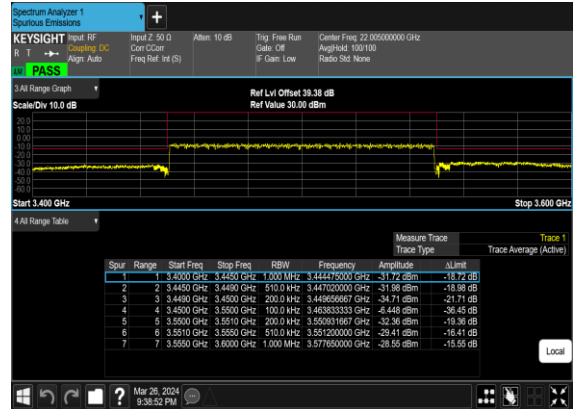 Spectrum Analyzer 1
Spurious Emissions
KEYSIGHT Input: RF Input Z: 50 Ω Atten: 10 dB Trig: Free Run Center Freq: 22.005000000 GHz
R T Coupling: DC Corr CCorr Gate: Off Avg|Hold: 100/100
Align: Auto Freq Ref: Int (S) IF Gain: Low Radio Std: None
PASS
3 All Range Graph
Ref Lvl Offset 39.38 dB
Scale/Div 10.0 dB Ref Value 30.00 dBm
20.0
10.0
0.00
-10.0
-20.0
-30.0
-40.0
-50.0
-60.0
Start 3.400 GHz Stop 3.600 GHz
4 All Range Table
Measure Trace Trace 1
Trace Type Trace Average (Active)
Spur Range Start Freq Stop Freq RBW Frequency Amplitude ΔLimit
1 1 3.4000 GHz 3.4450 GHz 1.000 MHz 3.444475000 GHz -31.72 dBm -18.72 dB
2 2 3.4450 GHz 3.4490 GHz 510.0 kHz 3.447020000 GHz -31.98 dBm -18.98 dB
3 3 3.4490 GHz 3.4500 GHz 200.0 kHz 3.449656667 GHz -34.71 dBm -21.71 dB
4 4 3.4500 GHz 3.5500 GHz 100.0 kHz 3.463833333 GHz -6.448 dBm -36.45 dB
5 5 3.5500 GHz 3.5510 GHz 200.0 kHz 3.550931667 GHz -32.36 dBm -19.36 dB
6 6 3.5510 GHz 3.5550 GHz 510.0 kHz 3.551200000 GHz -29.41 dBm -16.41 dB
7 7 3.5550 GHz 3.6000 GHz 1.000 MHz 3.577650000 GHz -28.55 dBm -15.55 dB
Local
Mar 26, 2024
9:38:52 PM